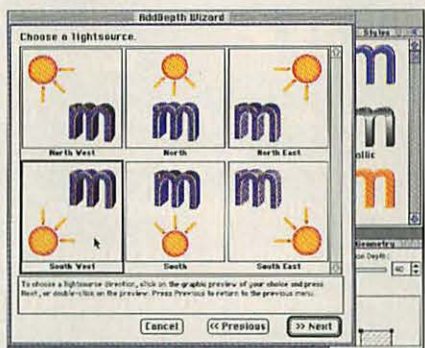 AddDepth Wizard
Choose a lightsource.
m
m
m
North West
North
North East
m
m
m
South West
South
South East
To choose a lightsource direction, click on the graphic preview of your choice and press
Next, or double-click on the preview. Press Previous to return to the previous menu.
Cancel
<< Previous
>> Next
Styles
m
m
m
Geometry
Depth:
40